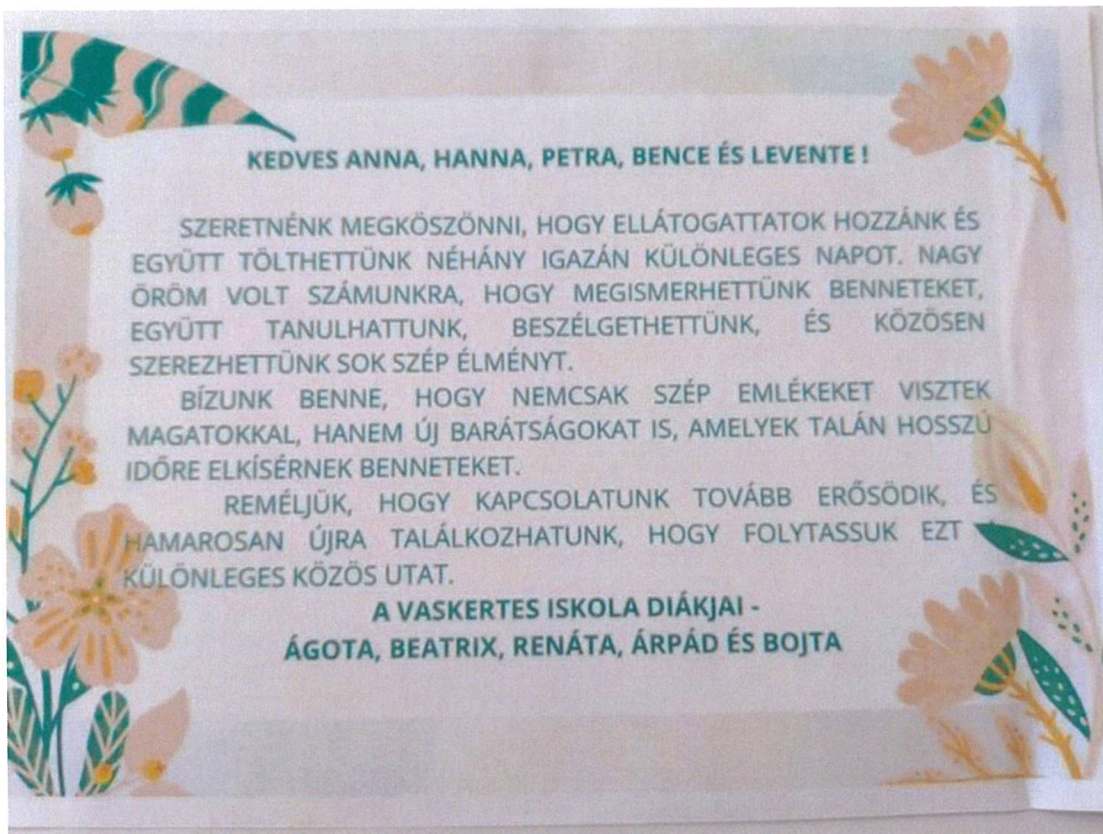 KEDVES ANNA, HANNA, PETRA, BENCE ÉS LEVENTE !
SZERETNÉNK MEGKÖSZÖNNI, HOGY ELLÁTOGATTATOK HOZZÁNK ÉS
EGYÜTT TÖLTHETTÜNK NÉHÁNY IGAZÁN KÜLÖNLEGES NAPOT. NAGY
ÖRÖM VOLT SZÁMUNKRA, HOGY MEGISMERHETTÜNK BENNETEKET,
EGYÜTT TANULHATTUNK, BESZÉLGETHETTÜNK, ÉS KÖZÖSEN
SZEREZHETTÜNK SOK SZÉP ÉLMÉNYT.
BÍZUNK BENNE, HOGY NEMCSAK SZÉP EMLÉKEKET VISZTEK
MAGATOKKAL, HANEM ÚJ BARÁTSÁGOKAT IS, AMELYEK TALÁN HOSSZÚ
IDŐRE ELKÍSÉRNEK BENNETEKET.
REMÉLJÜK, HOGY KAPCSOLATUNK TOVÁBB ERŐSÖDIK, ÉS
HAMAROSAN ÚJRA TALÁLKOZHATUNK, HOGY FOLYTASSUK EZT
KÜLÖNLEGES KÖZÖS UTAT.
A VASKERTES ISKOLA DIÁKJAI -
ÁGOTA, BEATRIX, RENÁTA, ÁRPÁD ÉS BOJTA